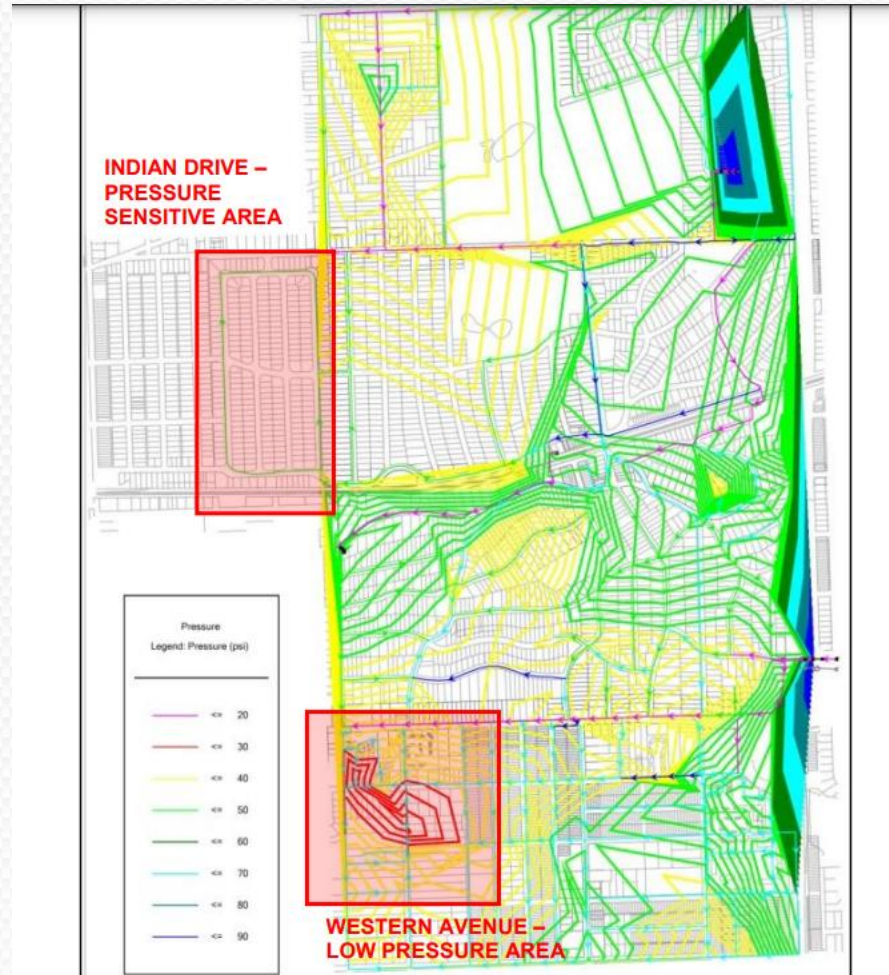 INDIAN DRIVE –
PRESSURE
SENSITIVE AREA
Pressure
Legend: Pressure (psi)
<= 20
<= 30
<= 40
<= 50
<= 60
<= 70
<= 80
<= 90
WESTERN AVENUE –
LOW PRESSURE AREA